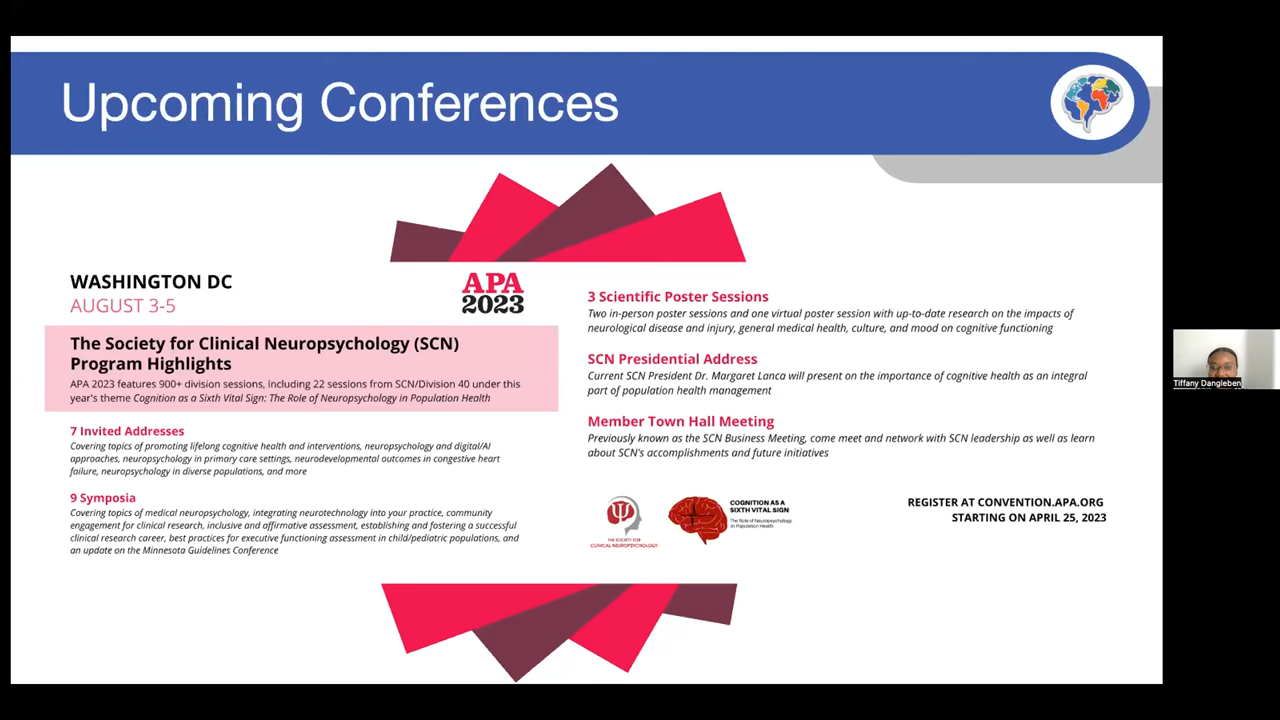 Upcoming Conferences
WASHINGTON DC
AUGUST 3-5
APA
2023
The Society for Clinical Neuropsychology (SCN)
Program Highlights
APA 2023 features 900+ division sessions, including 22 sessions from SCN/Division 40 under this
year's theme Cognition as a Sixth Vital Sign: The Role of Neuropsychology in Population Health
7 Invited Addresses
Covering topics of promoting lifelong cognitive health and interventions, neuropsychology and digital/AI
approaches, neuropsychology in primary care settings, neurodevelopmental outcomes in congestive heart
failure, neuropsychology in diverse populations, and more
9 Symposia
Covering topics of medical neuropsychology, integrating neurotechnology into your practice, community
engagement for clinical research, inclusive and affirmative assessment, establishing and fostering a successful
clinical research career, best practices for executive functioning assessment in child/pediatric populations, and
an update on the Minnesota Guidelines Conference
3 Scientific Poster Sessions
Two in-person poster sessions and one virtual poster session with up-to-date research on the impacts of
neurological disease and injury, general medical health, culture, and mood on cognitive functioning
SCN Presidential Address
Current SCN President Dr. Margaret Lanca will present on the importance of cognitive health as an integral
part of population health management
Member Town Hall Meeting
Previously known as the SCN Business Meeting, come meet and network with SCN leadership as well as learn
about SCN's accomplishments and future initiatives
THE SOCIETY FOR
CLINICAL NEUROPSYCHOLOGY
COGNITION AS A
SIXTH VITAL SIGN
The Role of Neuropsychology
in Population Health
REGISTER AT CONVENTION.APA.ORG
STARTING ON APRIL 25, 2023
Tiffany Dangleben